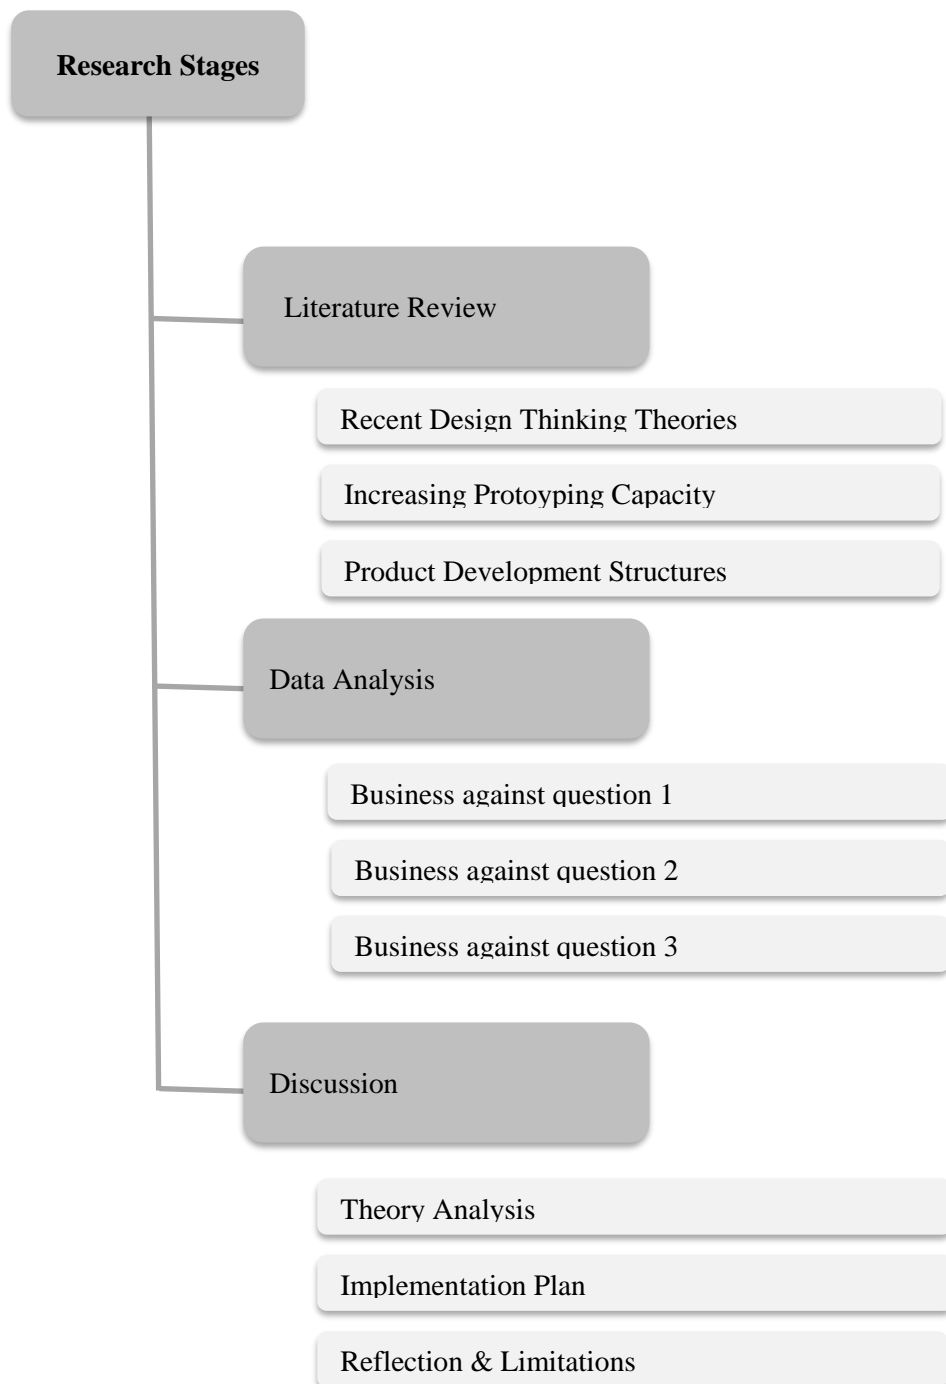 Research Stages
Literature Review
Recent Design Thinking Theories
Increasing Protoyping Capacity
Product Development Structures
Data Analysis
Business against question 1
Business against question 2
Business against question 3
Discussion
Theory Analysis
Implementation Plan
Reflection & Limitations